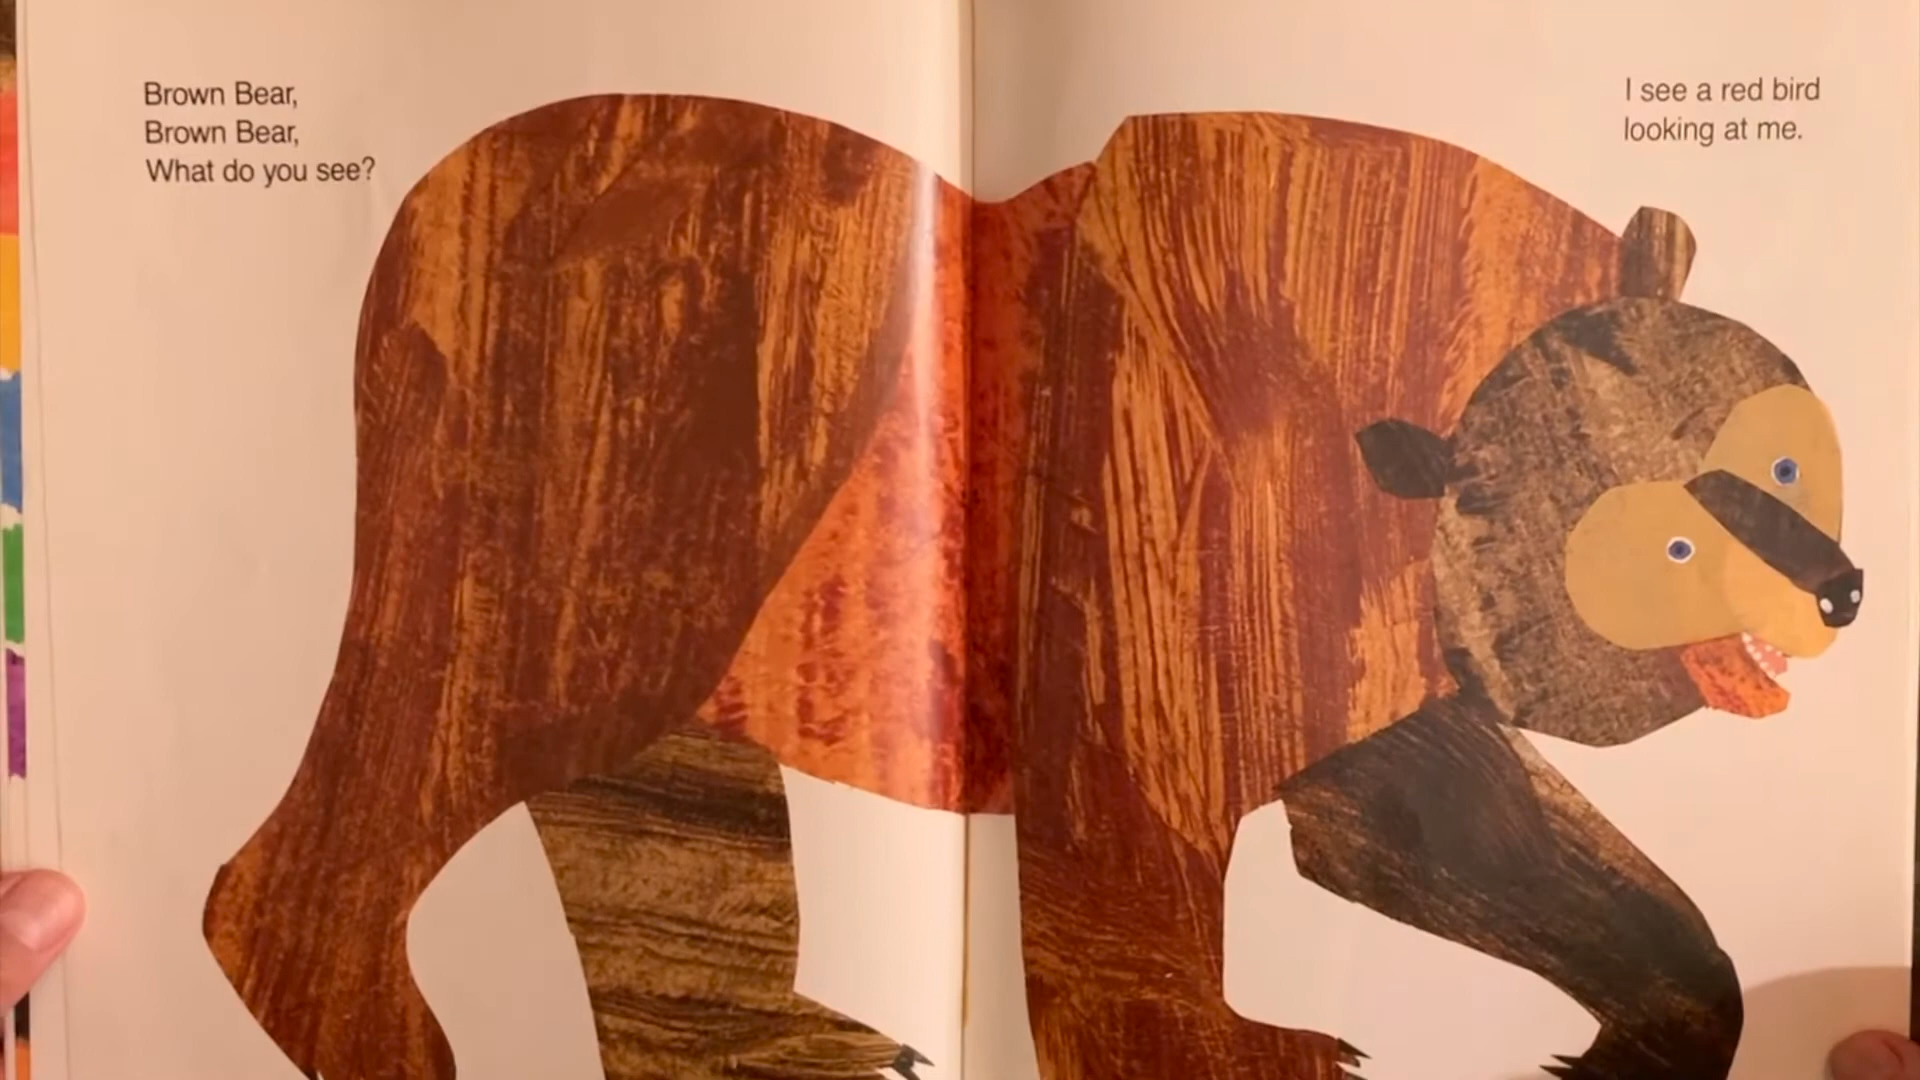 Brown Bear,
Brown Bear,
What do you see?
I see a red bird
looking at me.